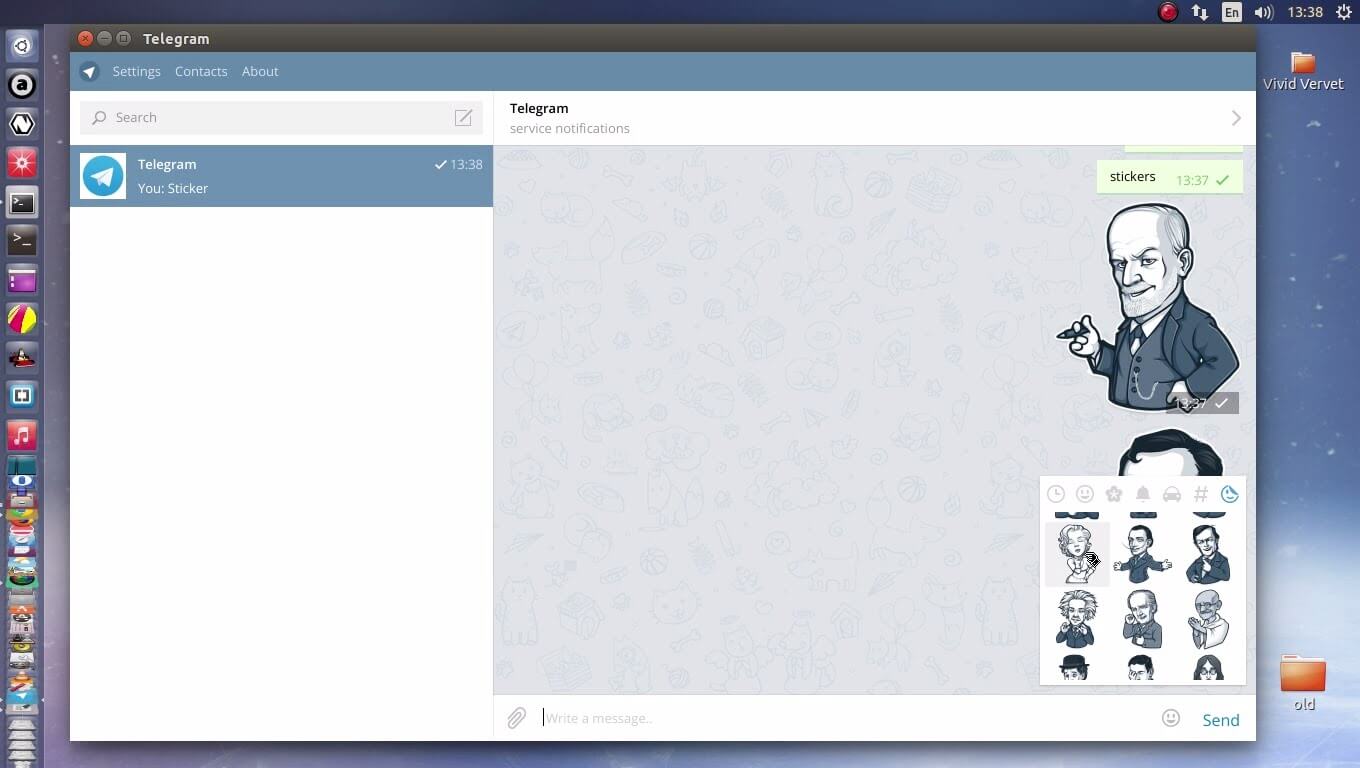 En
13:38
Telegram
Settings Contacts About
Search
Telegram
service notifications
Telegram 13:38
You: Sticker
stickers 13:37
13:37
Write a message..
Send
Vivid Vervet
old